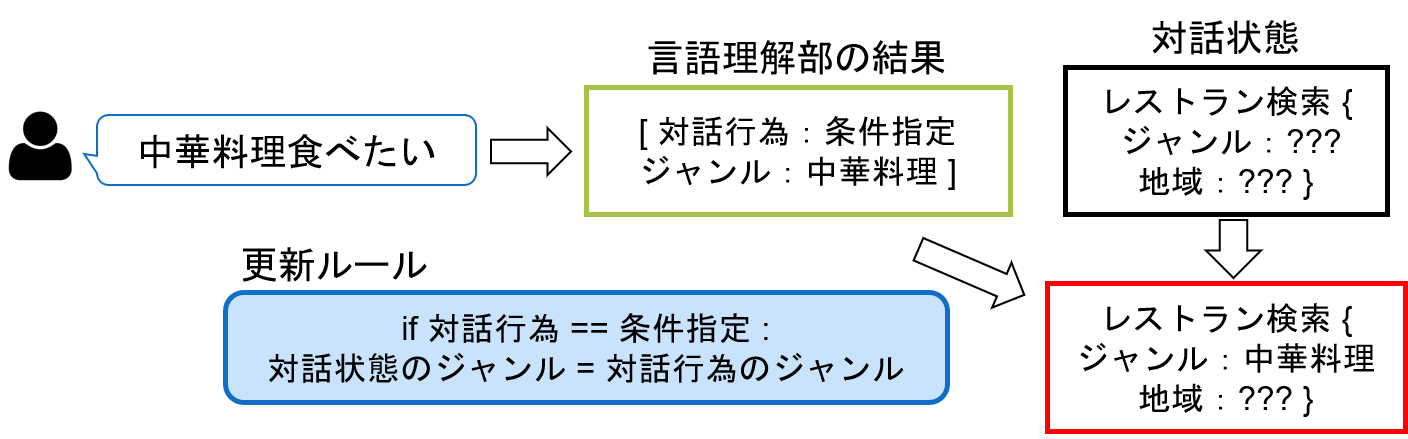 中華料理食べたい
言語理解部の結果
[ 対話行為：条件指定
ジャンル：中華料理 ]
対話状態
レストラン検索 {
ジャンル：???
地域：??? }
更新ルール
if 対話行為 == 条件指定 :
対話状態のジャンル = 対話行為のジャンル
レストラン検索 {
ジャンル：中華料理
地域：??? }